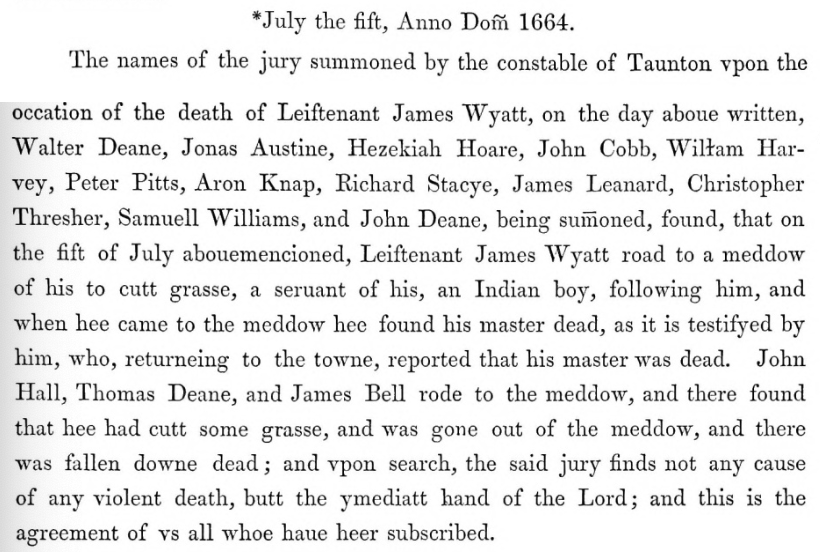 *July the fift, Anno Dom̃ 1664.
The names of the jury summoned by the constable of Taunton vpon the
occation of the death of Leiftenant James Wyatt, on the day aboue written,
Walter Deane, Jonas Austine, Hezekiah Hoare, John Cobb, Wiłłam Har-
vey, Peter Pitts, Aron Knap, Richard Stacye, James Leanard, Christopher
Thresher, Samuell Williams, and John Deane, being sum̃oned, found, that on
the fift of July abouemencioned, Leiftenant James Wyatt road to a meddow
of his to cutt grasse, a seruant of his, an Indian boy, following him, and
when hee came to the meddow hee found his master dead, as it is testifyed by
him, who, returneing to the towne, reported that his master was dead. John
Hall, Thomas Deane, and James Bell rode to the meddow, and there found
that hee had cutt some grasse, and was gone out of the meddow, and there
was fallen downe dead; and vpon search, the said jury finds not any cause
of any violent death, butt the ymediatt hand of the Lord; and this is the
agreement of vs all whoe haue heer subscribed.